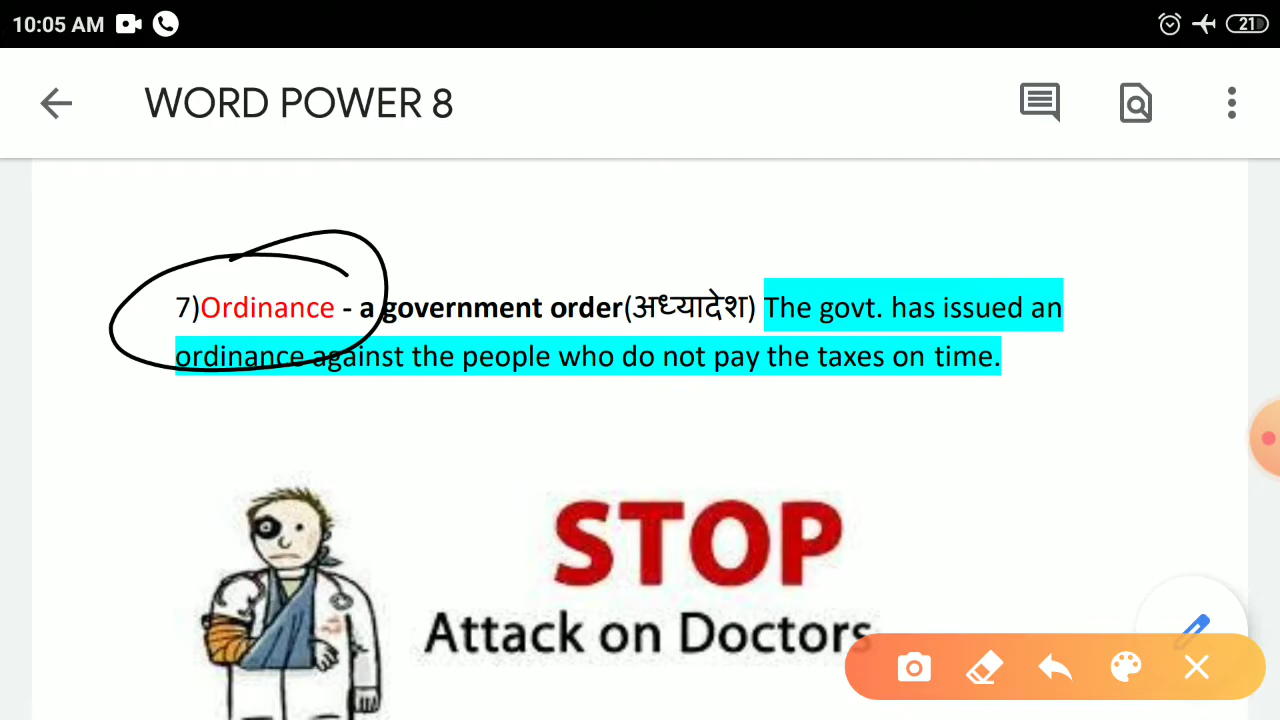 10:05 AM 21
WORD POWER 8
7)Ordinance - a government order(अध्यादेश) The govt. has issued an
ordinance against the people who do not pay the taxes on time.
STOP
Attack on Doctors